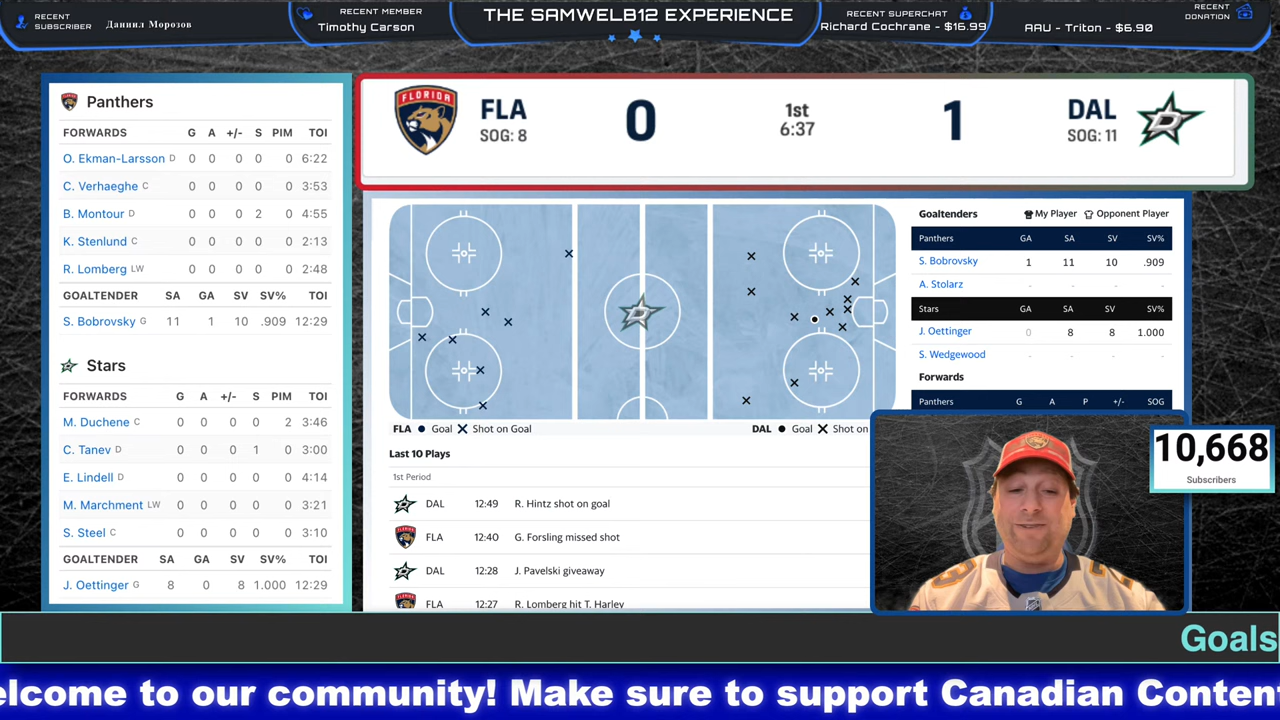 RECENT SUBSCRIBER
Даниил Морозов
RECENT MEMBER
Timothy Carson
THE SAMWELB12 EXPERIENCE
RECENT SUPERCHAT
Richard Cochrane - $16.99
AAU - Triton - $6.90
RECENT DONATION
Panthers
FORWARDS G A +/- S PIM TOI
O. Ekman-Larsson D 0 0 0 0 0 6:22
C. Verhaeghe C 0 0 0 0 0 3:53
B. Montour D 0 0 0 2 0 4:55
K. Stenlund C 0 0 0 0 0 2:13
R. Lomberg LW 0 0 0 0 0 2:48
GOALTENDER SA GA SV SV% TOI
S. Bobrovsky G 11 1 10 .909 12:29
Stars
FORWARDS G A +/- S PIM TOI
M. Duchene C 0 0 0 0 2 3:46
C. Tanev D 0 0 0 1 0 3:00
E. Lindell D 0 0 0 0 0 4:14
M. Marchment LW 0 0 0 0 0 3:21
S. Steel C 0 0 0 0 0 3:10
GOALTENDER SA GA SV SV% TOI
J. Oettinger G 8 0 8 1.000 12:29
FLORIDA
FLA
SOG: 8
0
1st
6:37
1
DAL
SOG: 11
D
D
FLA Goal Shot on Goal
DAL Goal Shot on
Last 10 Plays
1st Period
DAL 12:49 R. Hintz shot on goal
FLA 12:40 G. Forsling missed shot
DAL 12:28 J. Pavelski giveaway
FLA 12:27 R. Lomberg hit T. Harley
Goaltenders My Player Opponent Player
Panthers GA SA SV SV%
S. Bobrovsky 1 11 10 .909
A. Stolarz - - - -
Stars GA SA SV SV%
J. Oettinger 0 8 8 1.000
S. Wedgewood - - - -
Forwards
Panthers G A P +/- SOG
10,668
Subscribers
Goals
elcome to our community! Make sure to support Canadian Content